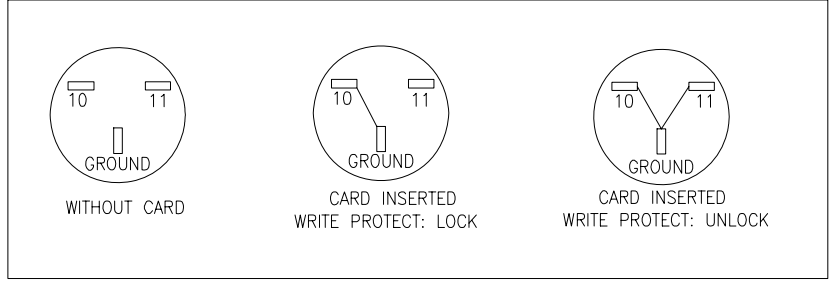 10 11
GROUND
WITHOUT CARD
10 11
GROUND
CARD INSERTED
WRITE PROTECT: LOCK
10 11
GROUND
CARD INSERTED
WRITE PROTECT: UNLOCK